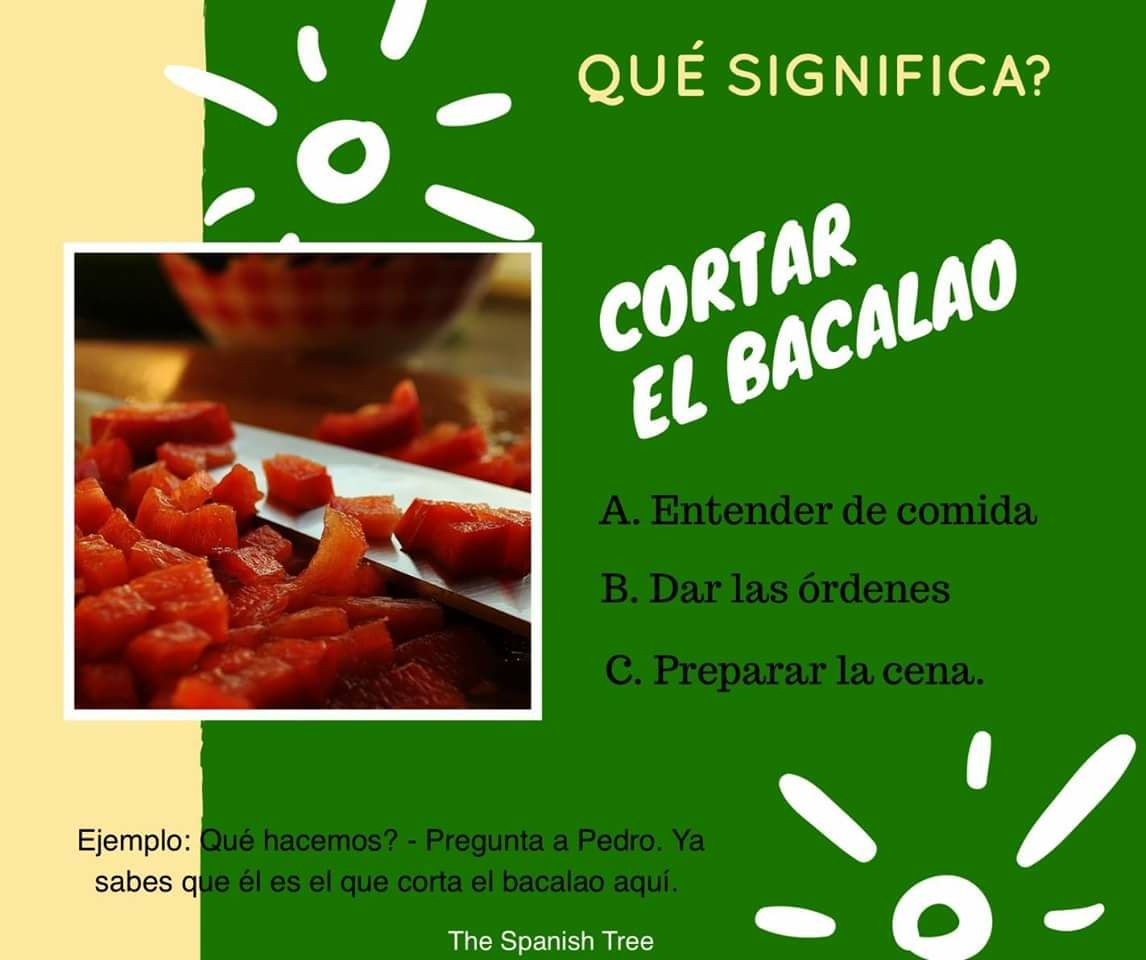 QUÉ SIGNIFICA?
CORTAR
EL BACALAO
A. Entender de comida
B. Dar las órdenes
C. Preparar la cena.
Ejemplo: Qué hacemos? - Pregunta a Pedro. Ya
sabes que él es el que corta el bacalao aquí.
The Spanish Tree